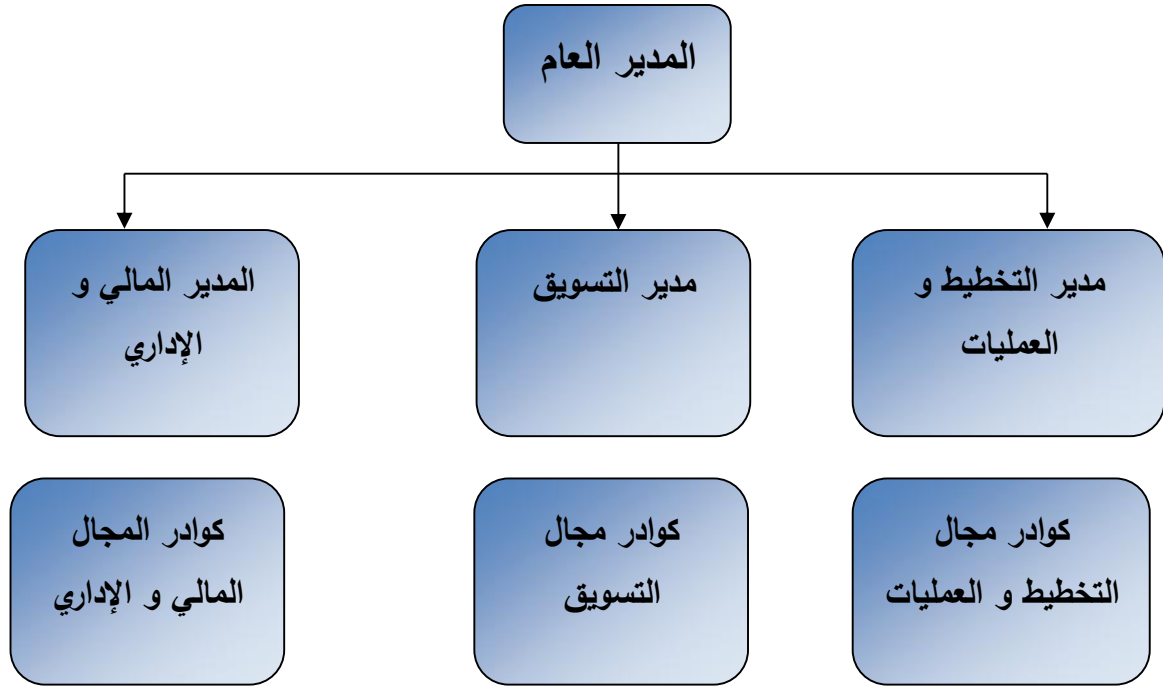 المدير العام
مدير التخطيط و
العمليات
مدير التسويق
المدير المالي و
الإداري
كوادر مجال
التخطيط و العمليات
كوادر مجال
التسويق
كوادر المجال
المالي و الإداري